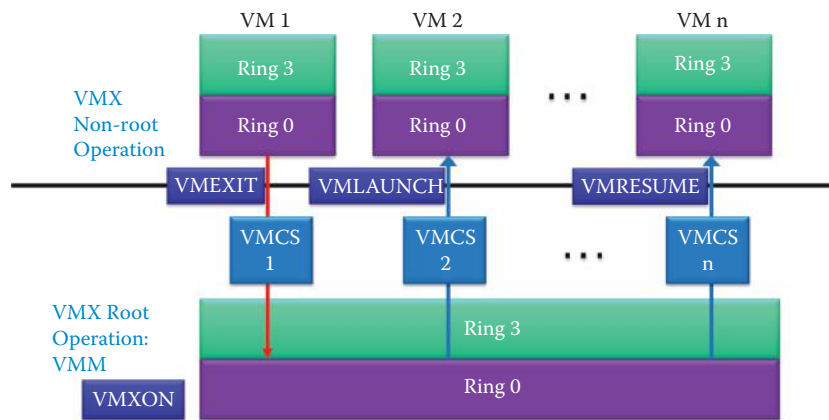 VM 1
VM 2
VM n
Ring 3
Ring 3
Ring 3
VMX
Non-root
Operation
Ring 0
Ring 0
Ring 0
VMEXIT
VMLAUNCH
VMRESUME
VMCS
1
VMCS
2
VMCS
n
VMX Root
Operation:
VMM
Ring 3
VMXON
Ring 0